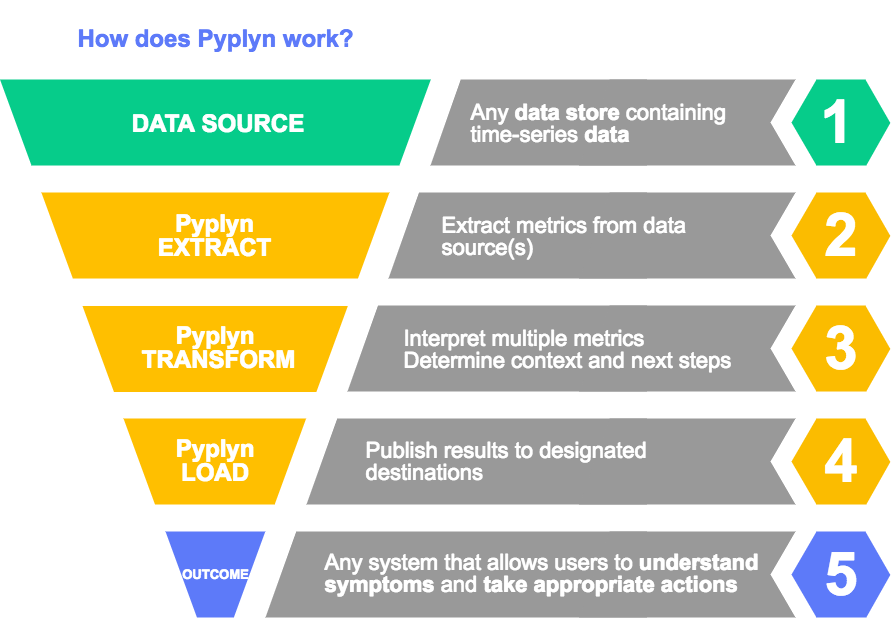 How does Pyplyn work?
DATA SOURCE
Any data store containing
time-series data
1
Pyplyn
EXTRACT
Extract metrics from data
source(s)
2
Pyplyn
TRANSFORM
Interpret multiple metrics
Determine context and next steps
3
Pyplyn
LOAD
Publish results to designated
destinations
4
OUTCOME
Any system that allows users to understand
symptoms and take appropriate actions
5